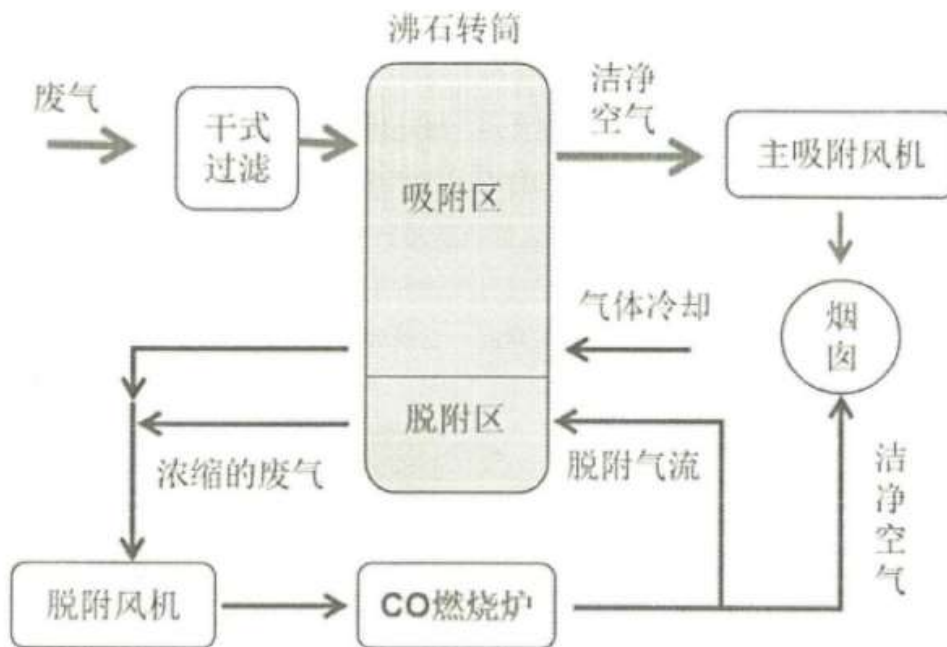 沸石转筒
废气
干式
过滤
洁净
空气
主吸附风机
吸附区
气体冷却
烟
囱
脱附区
浓缩的废气
脱附气流
洁
净
空
气
脱附风机
CO燃烧炉